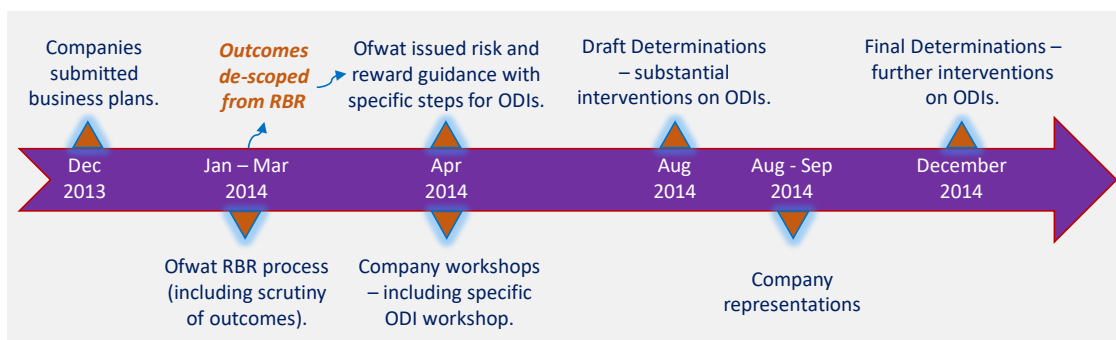 Companies
submitted
business plans.
Outcomes
de-scoped
from RBR
Ofwat issued risk and
reward guidance with
specific steps for ODIs.
Draft Determinations
– substantial
interventions on ODIs.
Final Determinations –
further interventions
on ODIs.
Dec
2013
Jan – Mar
2014
Apr
2014
Aug
2014
Aug - Sep
2014
December
2014
Ofwat RBR process
(including scrutiny
of outcomes).
Company workshops
– including specific
ODI workshop.
Company
representations